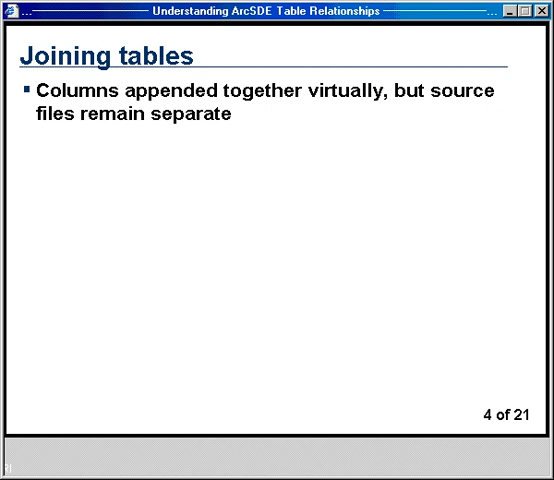 Understanding ArcSDE Table Relationships
Joining tables
Columns appended together virtually, but source
files remain separate
4 of 21